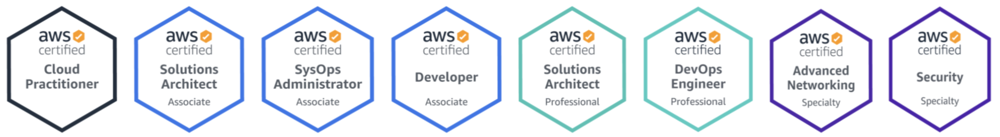 aws
certified
Cloud
Practitioner
aws
certified
Solutions
Architect
Associate
aws
certified
SysOps
Administrator
Associate
aws
certified
Developer
Associate
aws
certified
Solutions
Architect
Professional
aws
certified
DevOps
Engineer
Professional
aws
certified
Advanced
Networking
Specialty
aws
certified
Security
Specialty